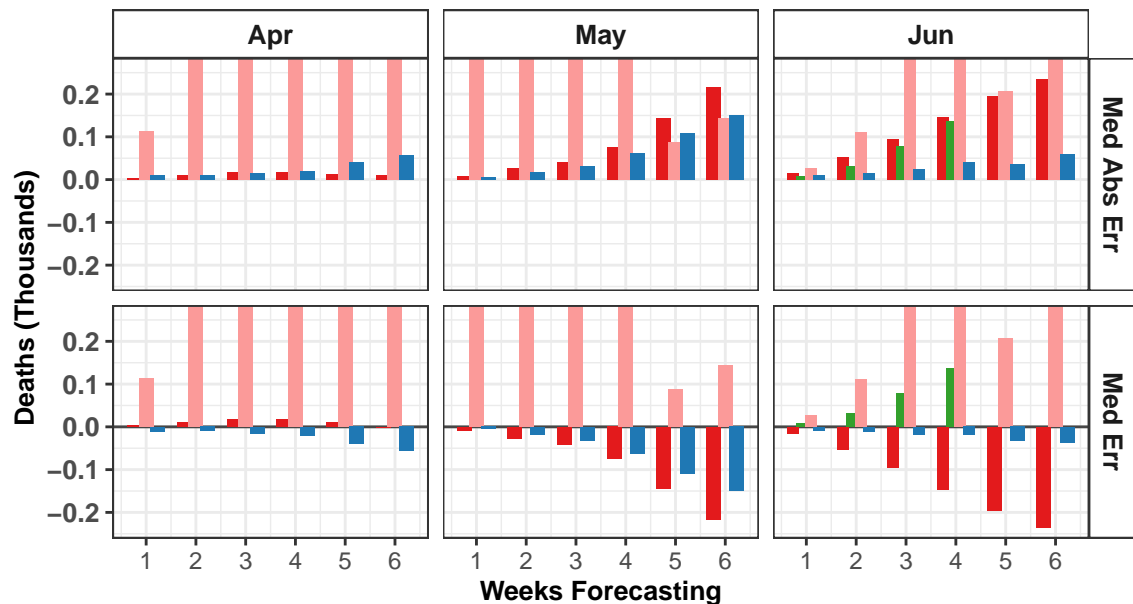 Apr
May
Jun
0.2
0.1
0.0
−0.1
−0.2
Med Abs Err
0.2
0.1
0.0
−0.1
−0.2
Med Err
Deaths (Thousands)
1 2 3 4 5 6
1 2 3 4 5 6
1 2 3 4 5 6
Weeks Forecasting